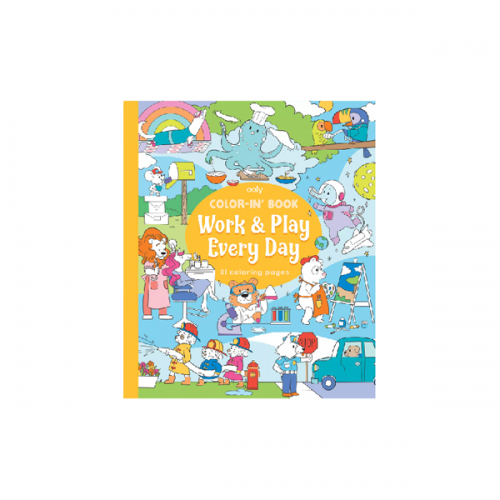 ooly
COLOR-IN' BOOK
Work & Play
Every Day
31 coloring pages